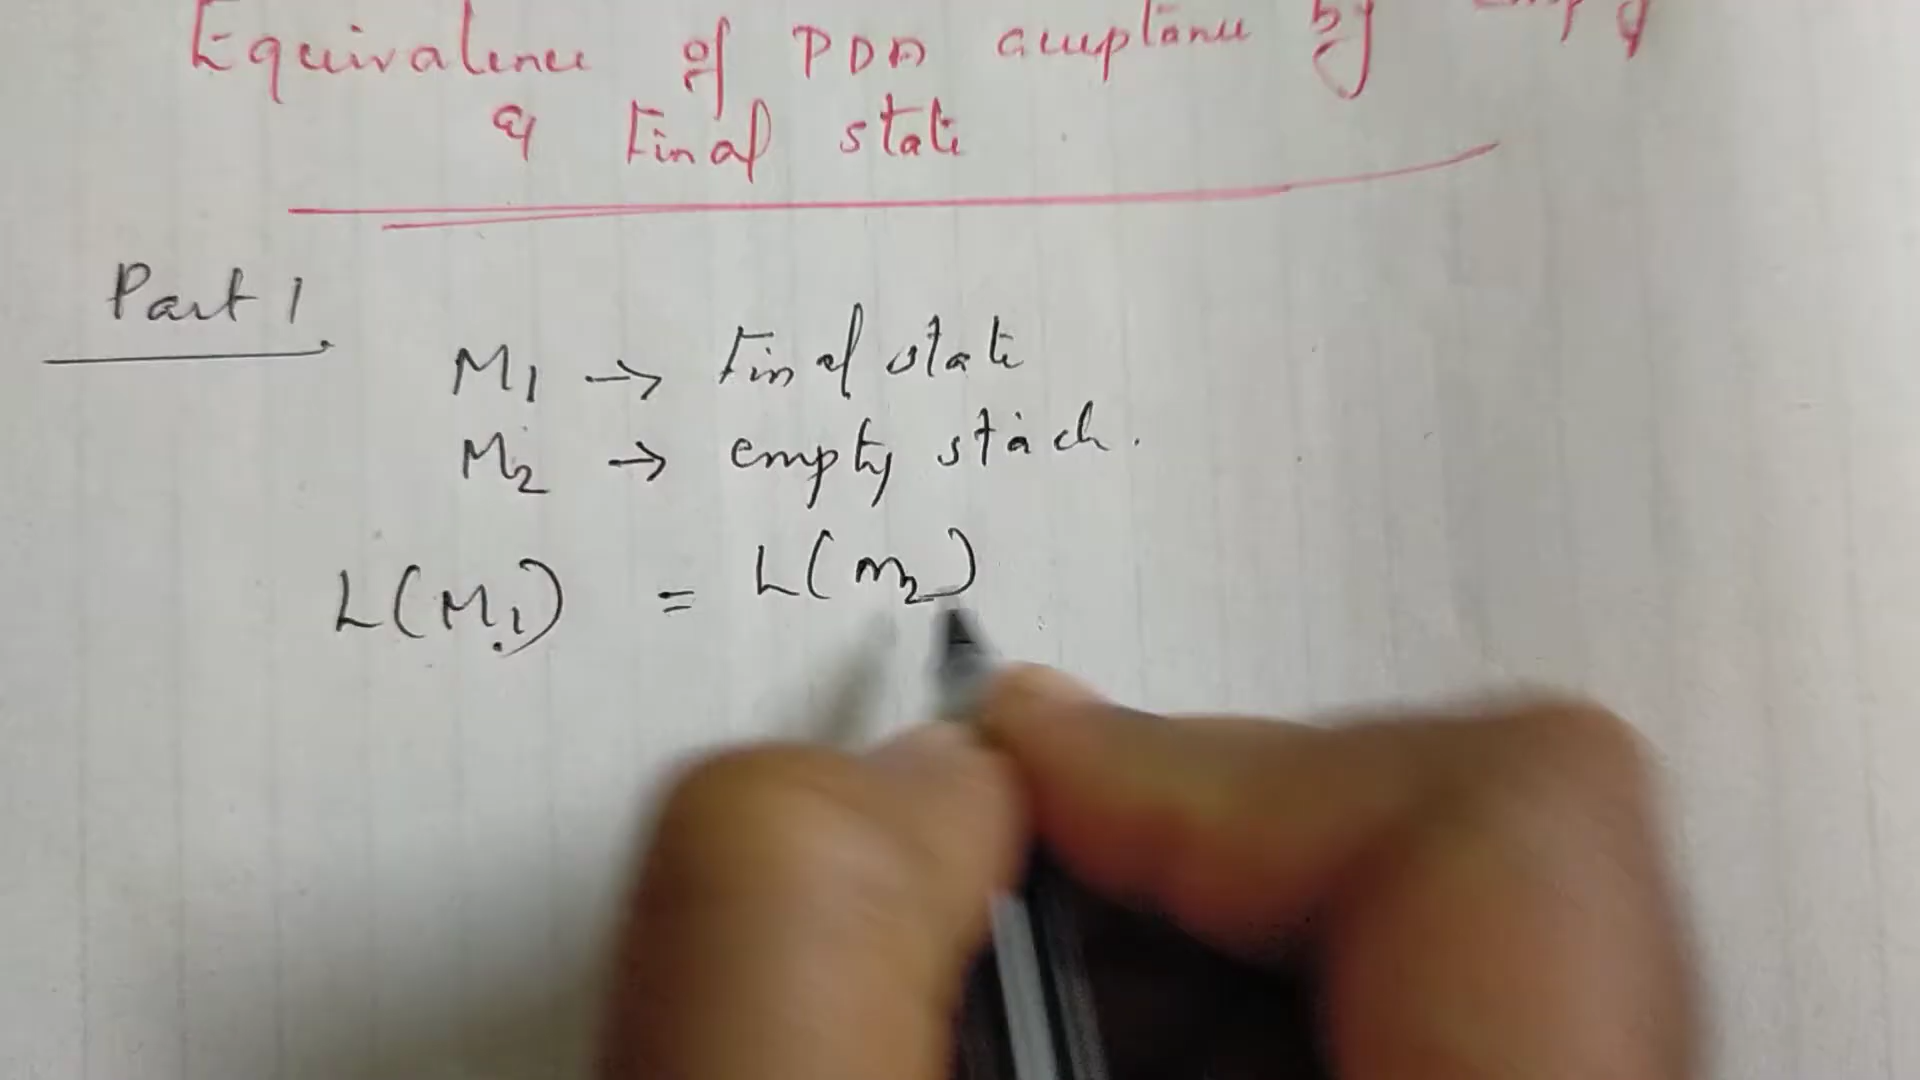 Equivalence of PDA acceptance by
& Final state
Part 1
M1 → Final state
M2 → empty stack.
L(M1) = L(M2)